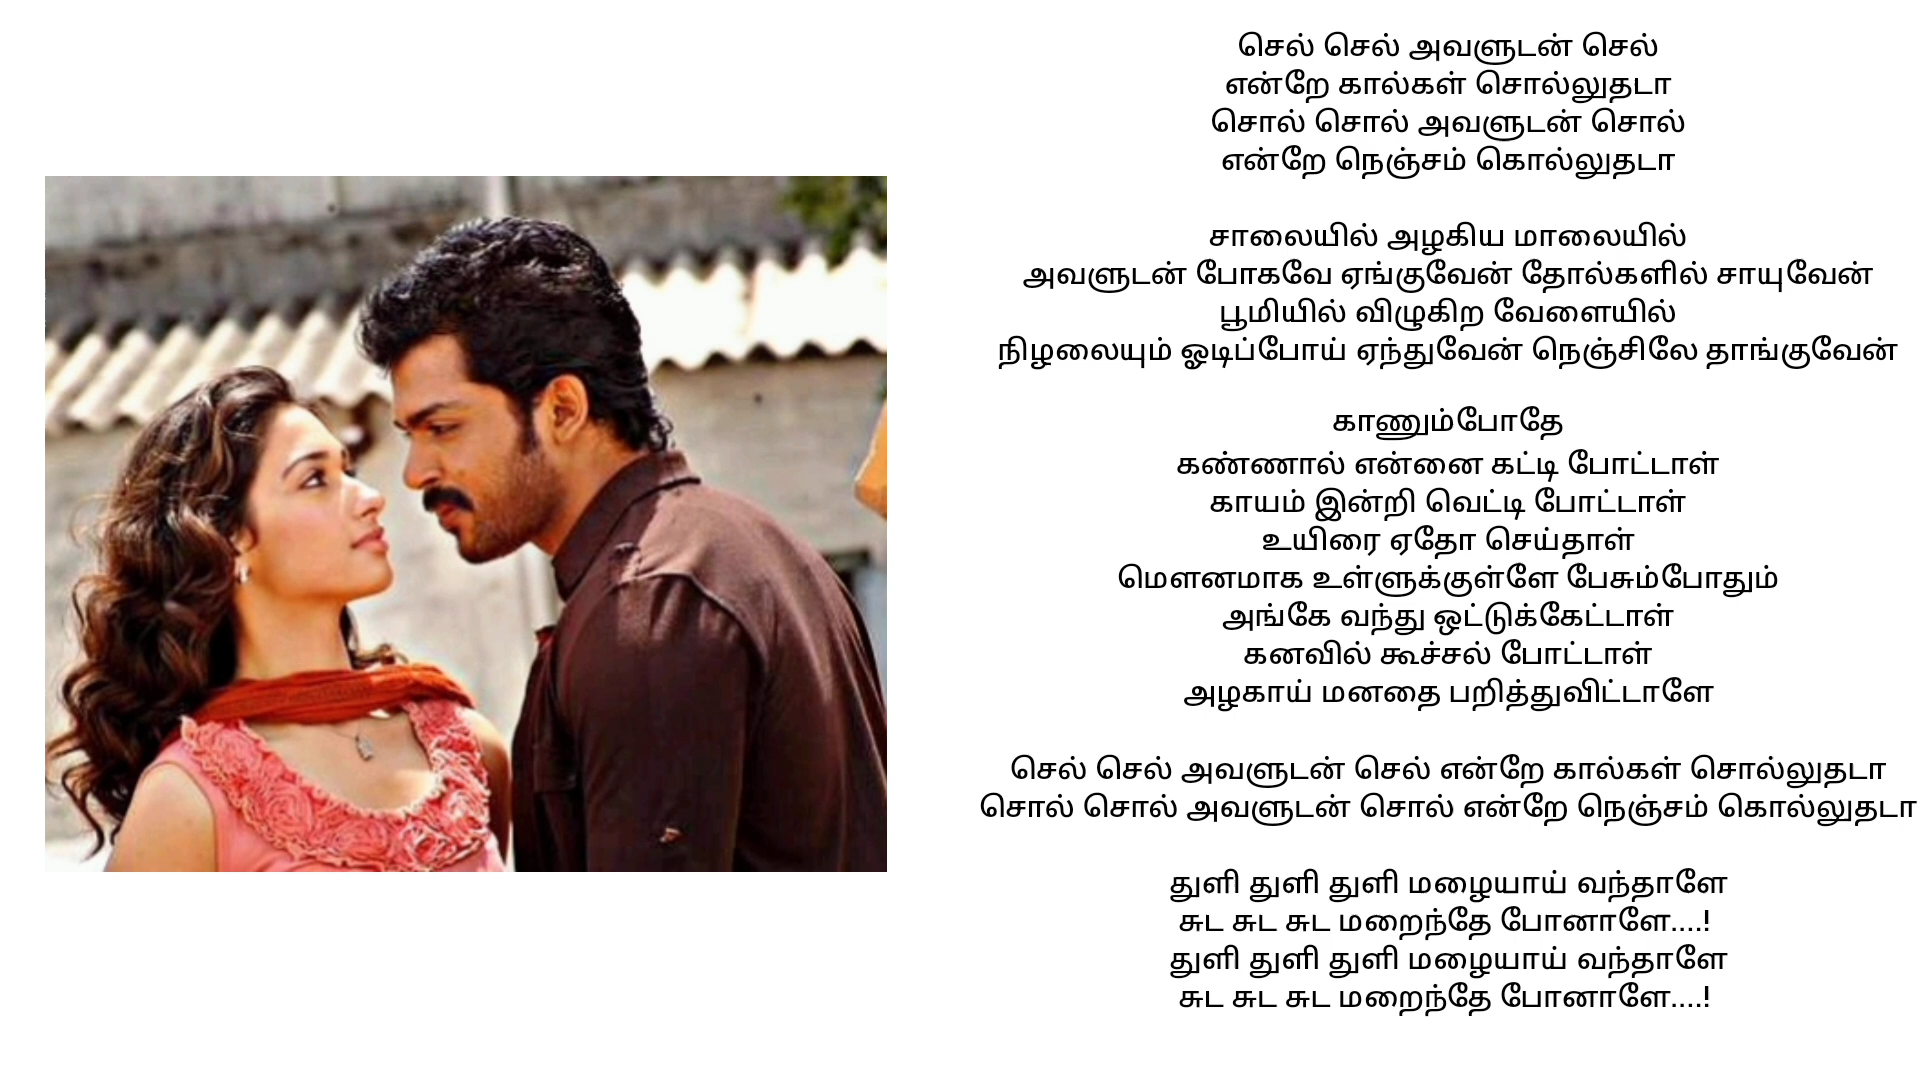 செல் செல் அவளுடன் செல்
என்றே கால்கள் சொல்லுதடா
சொல் சொல் அவளுடன் சொல்
என்றே நெஞ்சம் கொல்லுதடா
சாலையில் அழகிய மாலையில்
அவளுடன் போகவே ஏங்குவேன் தோல்களில் சாயுவேன்
பூமியில் விழுகிற வேளையில்
நிழலையும் ஓடிப்போய் ஏந்துவேன் நெஞ்சிலே தாங்குவேன்
காணும்போதே
கண்ணால் என்னை கட்டி போட்டாள்
காயம் இன்றி வெட்டி போட்டாள்
உயிரை ஏதோ செய்தாள்
மௌனமாக உள்ளுக்குள்ளே பேசும்போதும்
அங்கே வந்து ஒட்டுக்கேட்டாள்
கனவில் கூச்சல் போட்டாள்
அழகாய் மனதை பறித்துவிட்டாளே
செல் செல் அவளுடன் செல் என்றே கால்கள் சொல்லுதடா
சொல் சொல் அவளுடன் சொல் என்றே நெஞ்சம் கொல்லுதடா
துளி துளி துளி மழையாய் வந்தாளே
சுட சுட சுட மறைந்தே போனாளே....!
துளி துளி துளி மழையாய் வந்தாளே
சுட சுட சுட மறைந்தே போனாளே....!